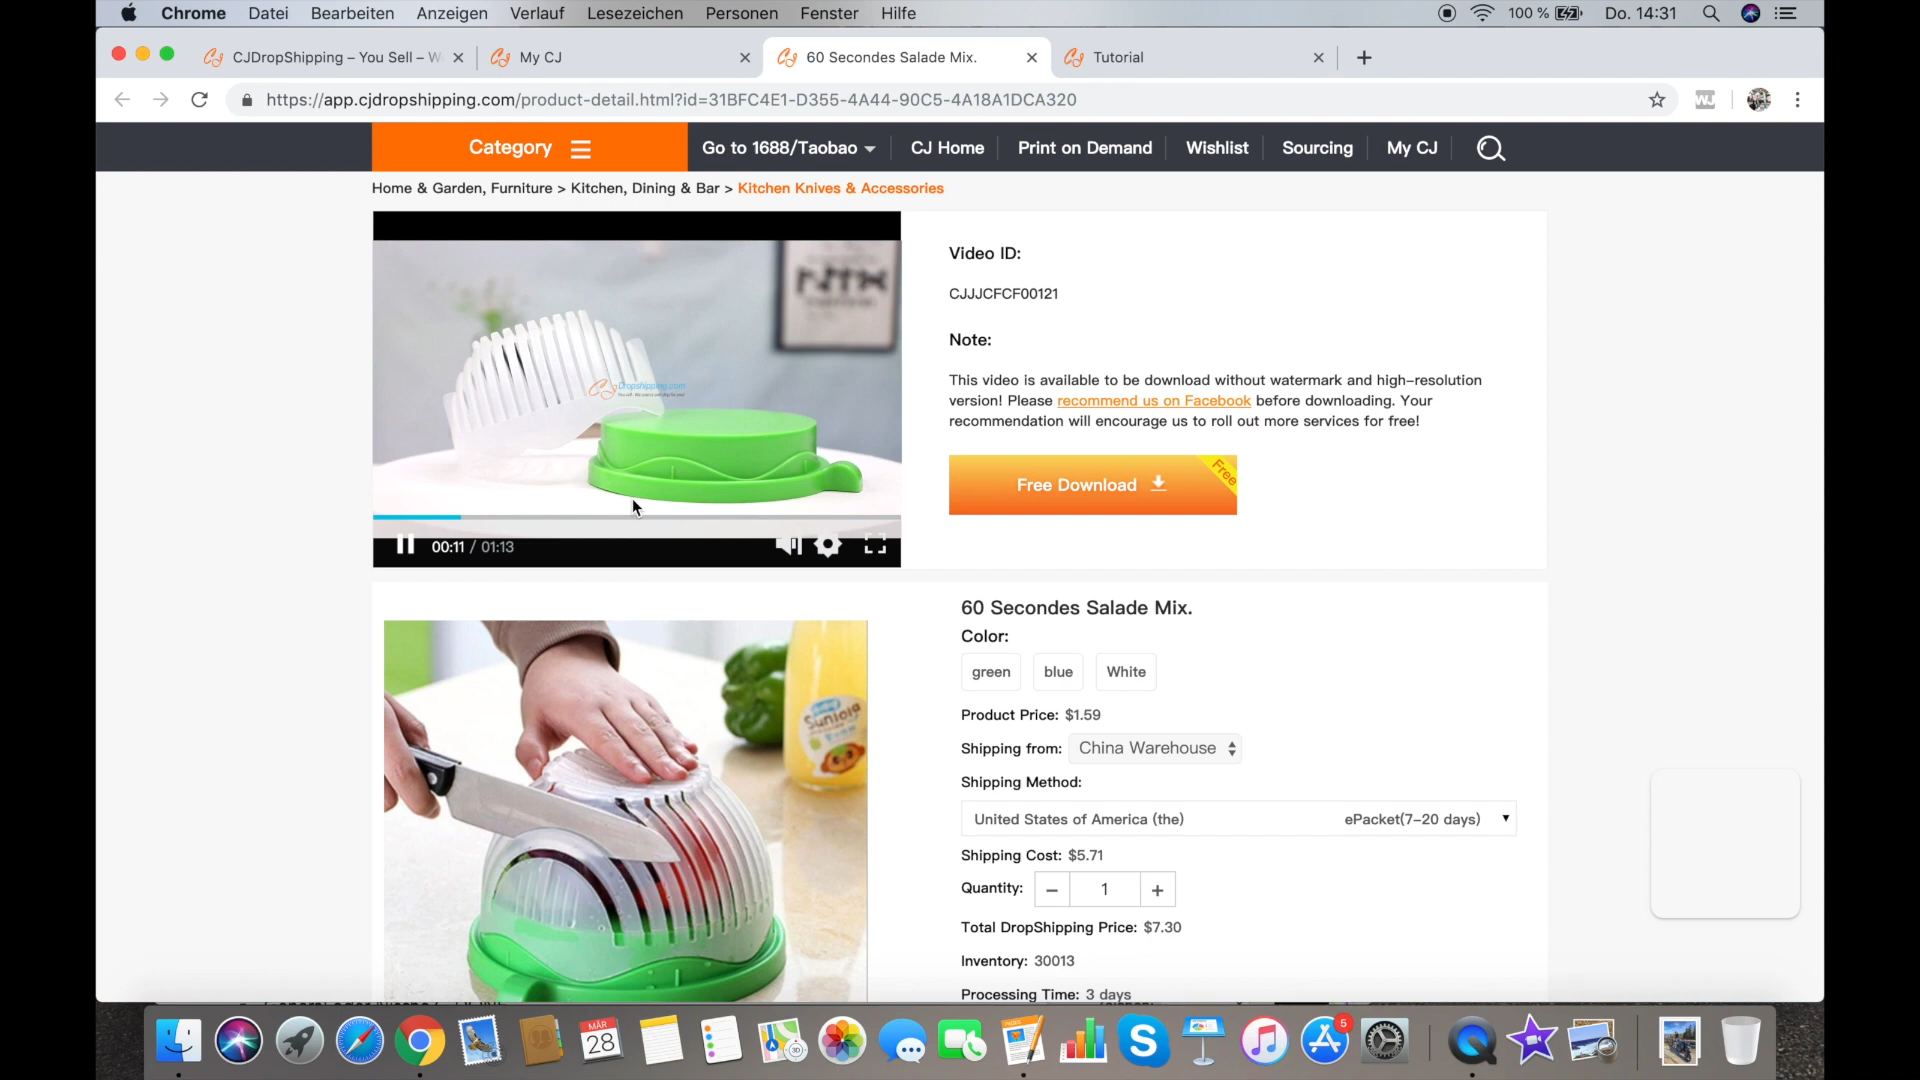 Chrome Datei Bearbeiten Anzeigen Verlauf Lesezeichen Personen Fenster Hilfe 100 % Do. 14:31
CJDropShipping – You Sell – W
My CJ
60 Secondes Salade Mix.
Tutorial
https://app.cjdropshipping.com/product-detail.html?id=31BFC4E1-D355-4A44-90C5-4A18A1DCA320
Category Go to 1688/Taobao CJ Home Print on Demand Wishlist Sourcing My CJ
Home & Garden, Furniture > Kitchen, Dining & Bar > Kitchen Knives & Accessories
Video ID:
CJJJCFCF00121
Note:
This video is available to be download without watermark and high-resolution
version! Please recommend us on Facebook before downloading. Your
recommendation will encourage us to roll out more services for free!
Free Download
Free
CJ Dropshipping.com
00:11 / 01:13
60 Secondes Salade Mix.
Color:
green blue White
Product Price: $1.59
Shipping from: China Warehouse
Shipping Method:
United States of America (the) ePacket(7-20 days)
Shipping Cost: $5.71
Quantity: − 1 +
Total DropShipping Price: $7.30
Inventory: 30013
Processing Time: 3 days
Sunlola
MÄR
28
5